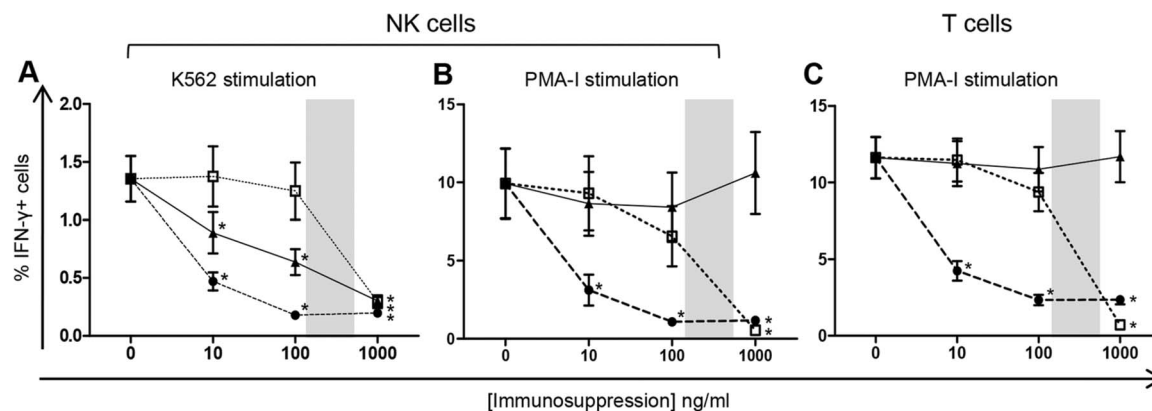 NK cells
T cells
A
K562 stimulation
B
PMA-I stimulation
C
PMA-I stimulation
% IFN-γ+ cells
2.0
1.5
1.0
0.5
0.0
*
*
*
*
*
*
*
0 10 100 1000
15
10
5
0
*
*
*
*
0 10 100 1000
15
10
5
0
*
*
*
*
0 10 100 1000
[Immunosuppression] ng/ml